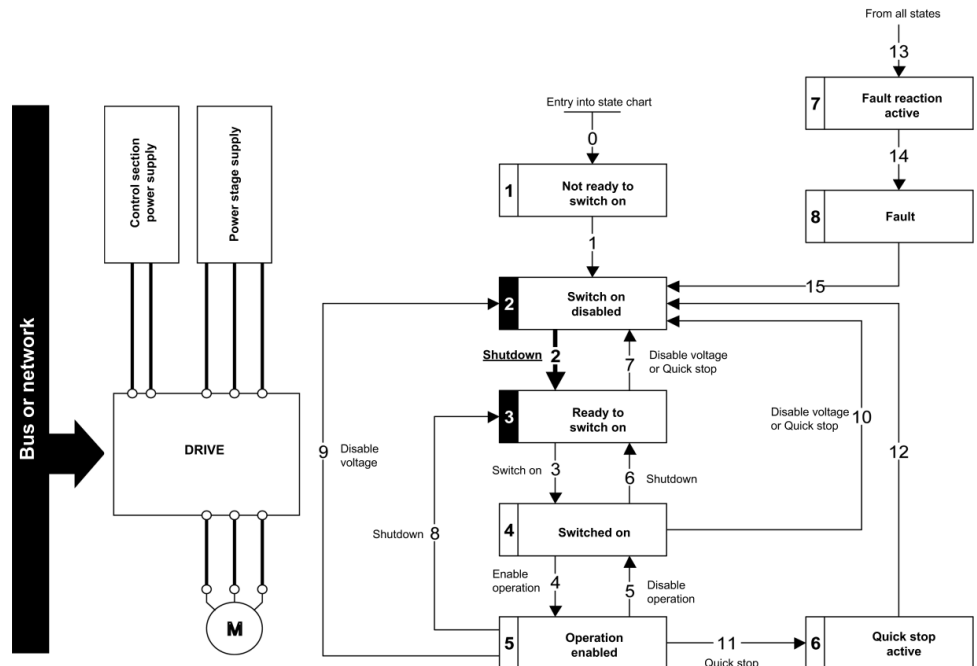 From all states
13
7
Fault reaction
active
14
8
Fault
15
Entry into state chart
0
1
Not ready to
switch on
1
2
Switch on
disabled
Shutdown 2
7
Disable voltage
or Quick stop
3
Ready to
switch on
Switch on 3
6 Shutdown
4
Switched on
Enable
operation
4
5
Disable
operation
5
Operation
enabled
11
Quick stop
6
Quick stop
active
Disable voltage
or Quick stop
10
12
9
Disable
voltage
Shutdown 8
Bus or network
Control section
power supply
Power stage supply
DRIVE
M